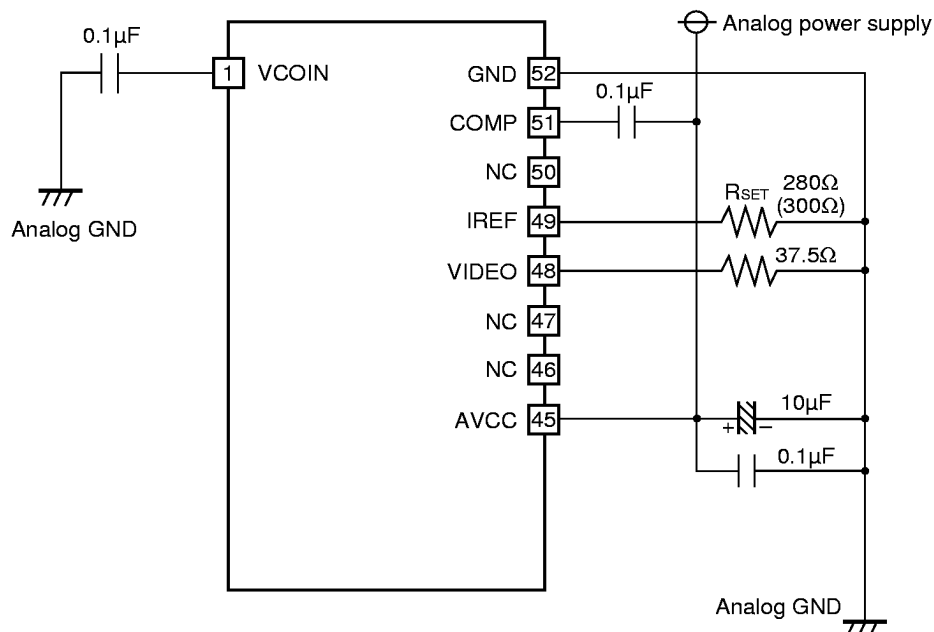 Analog power supply
0.1µF
1 VCOIN
GND 52
0.1µF
COMP 51
NC 50
RSET 280Ω
(300Ω)
IREF 49
Analog GND
37.5Ω
VIDEO 48
NC 47
NC 46
10µF
AVCC 45
+ −
0.1µF
Analog GND